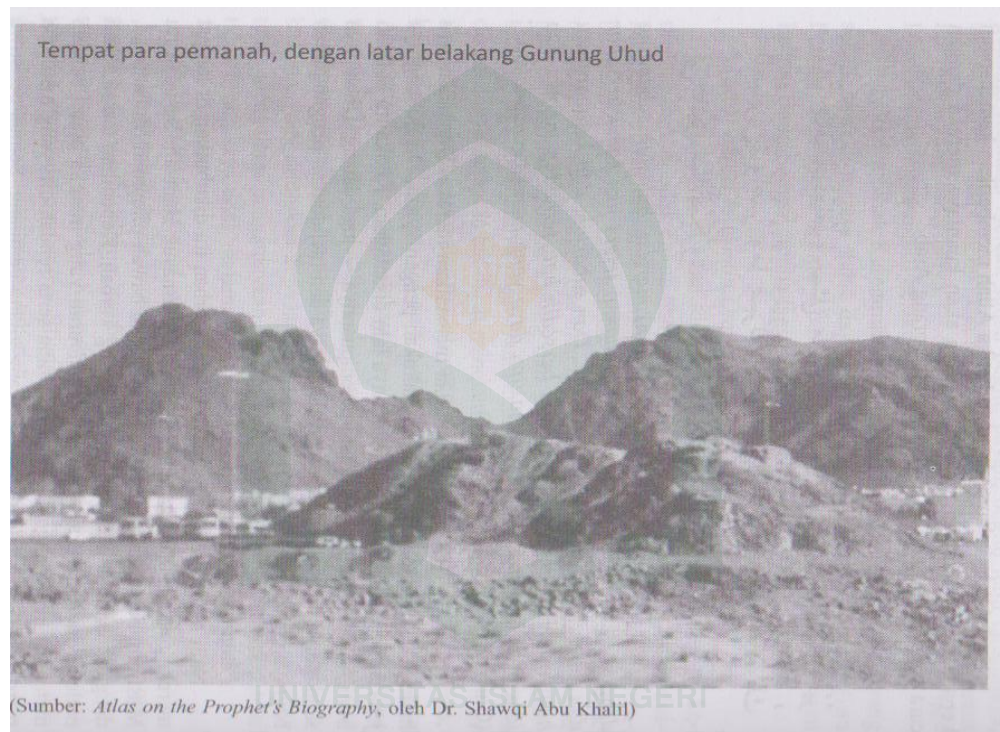 Tempat para pemanah, dengan latar belakang Gunung Uhud
UNIVERSITAS ISLAM NEGERI
(Sumber: Atlas on the Prophet's Biography, oleh Dr. Shawqi Abu Khalil)